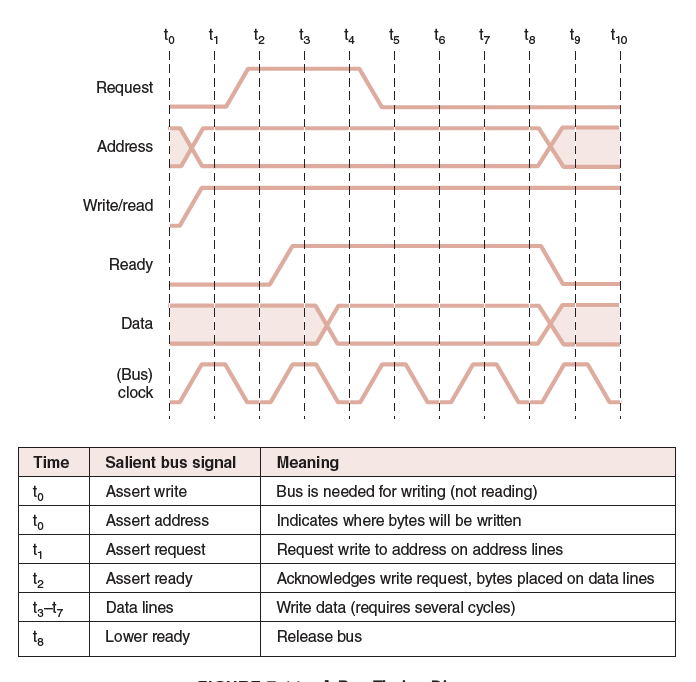 t0 t1 t2 t3 t4 t5 t6 t7 t8 t9 t10
Request
Address
Write/read
Ready
Data
(Bus)
clock
Time Salient bus signal Meaning
t0 Assert write Bus is needed for writing (not reading)
t0 Assert address Indicates where bytes will be written
t1 Assert request Request write to address on address lines
t2 Assert ready Acknowledges write request, bytes placed on data lines
t3–t7 Data lines Write data (requires several cycles)
t8 Lower ready Release bus